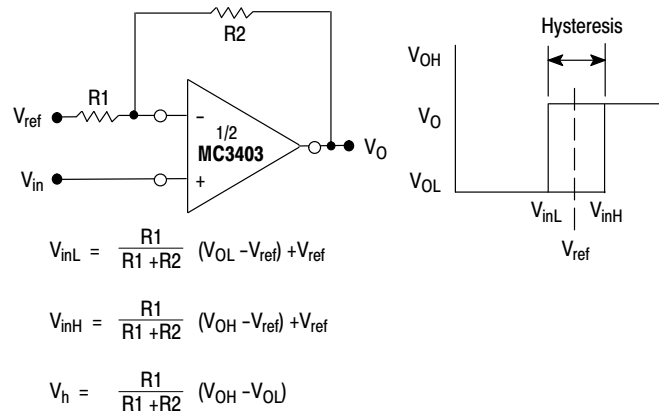 Hysteresis
R2
V_OH
R1
V_ref
-
1/2
MC3403
V_O
V_O
V_in
+
V_OL
V_inL
V_inH
V_ref
V_inL = R1 / R1 +R2 (V_OL –V_ref) +V_ref
V_inH = R1 / R1 +R2 (V_OH –V_ref) +V_ref
V_h = R1 / R1 +R2 (V_OH –V_OL)